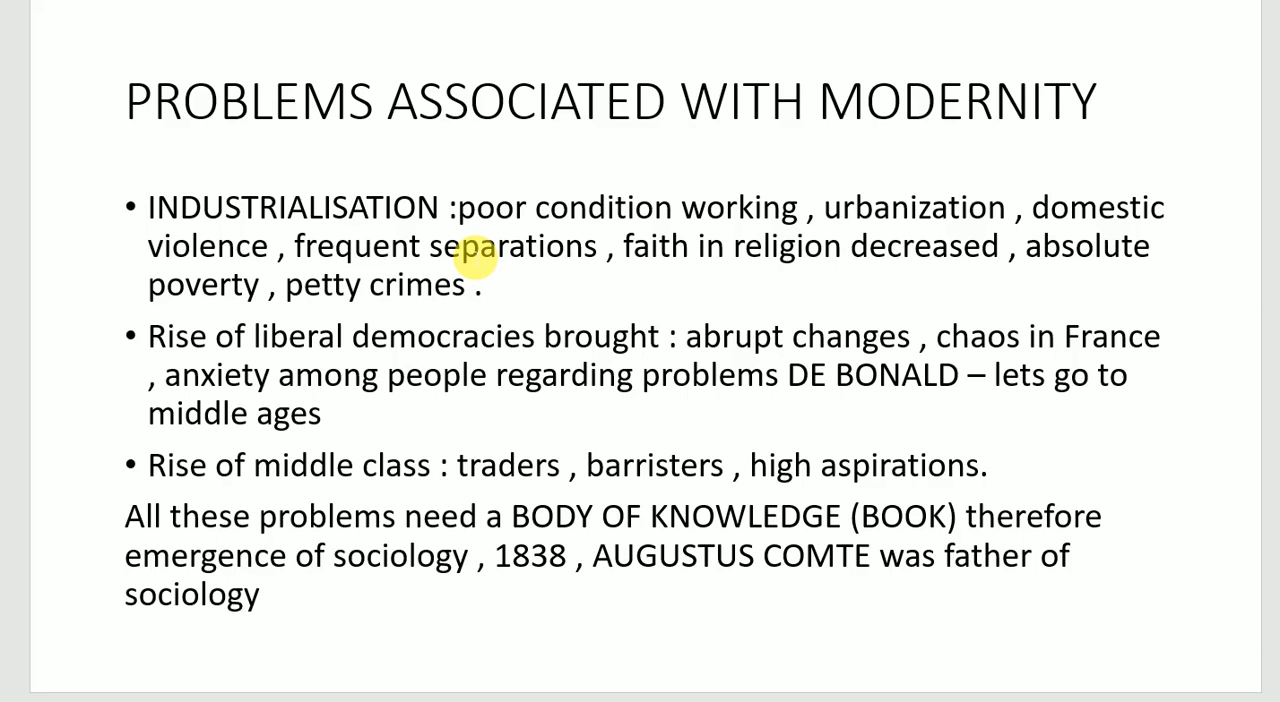 PROBLEMS ASSOCIATED WITH MODERNITY
• INDUSTRIALISATION :poor condition working , urbanization , domestic
violence , frequent separations , faith in religion decreased , absolute
poverty , petty crimes .
• Rise of liberal democracies brought : abrupt changes , chaos in France
, anxiety among people regarding problems DE BONALD – lets go to
middle ages
• Rise of middle class : traders , barristers , high aspirations.
All these problems need a BODY OF KNOWLEDGE (BOOK) therefore
emergence of sociology , 1838 , AUGUSTUS COMTE was father of
sociology